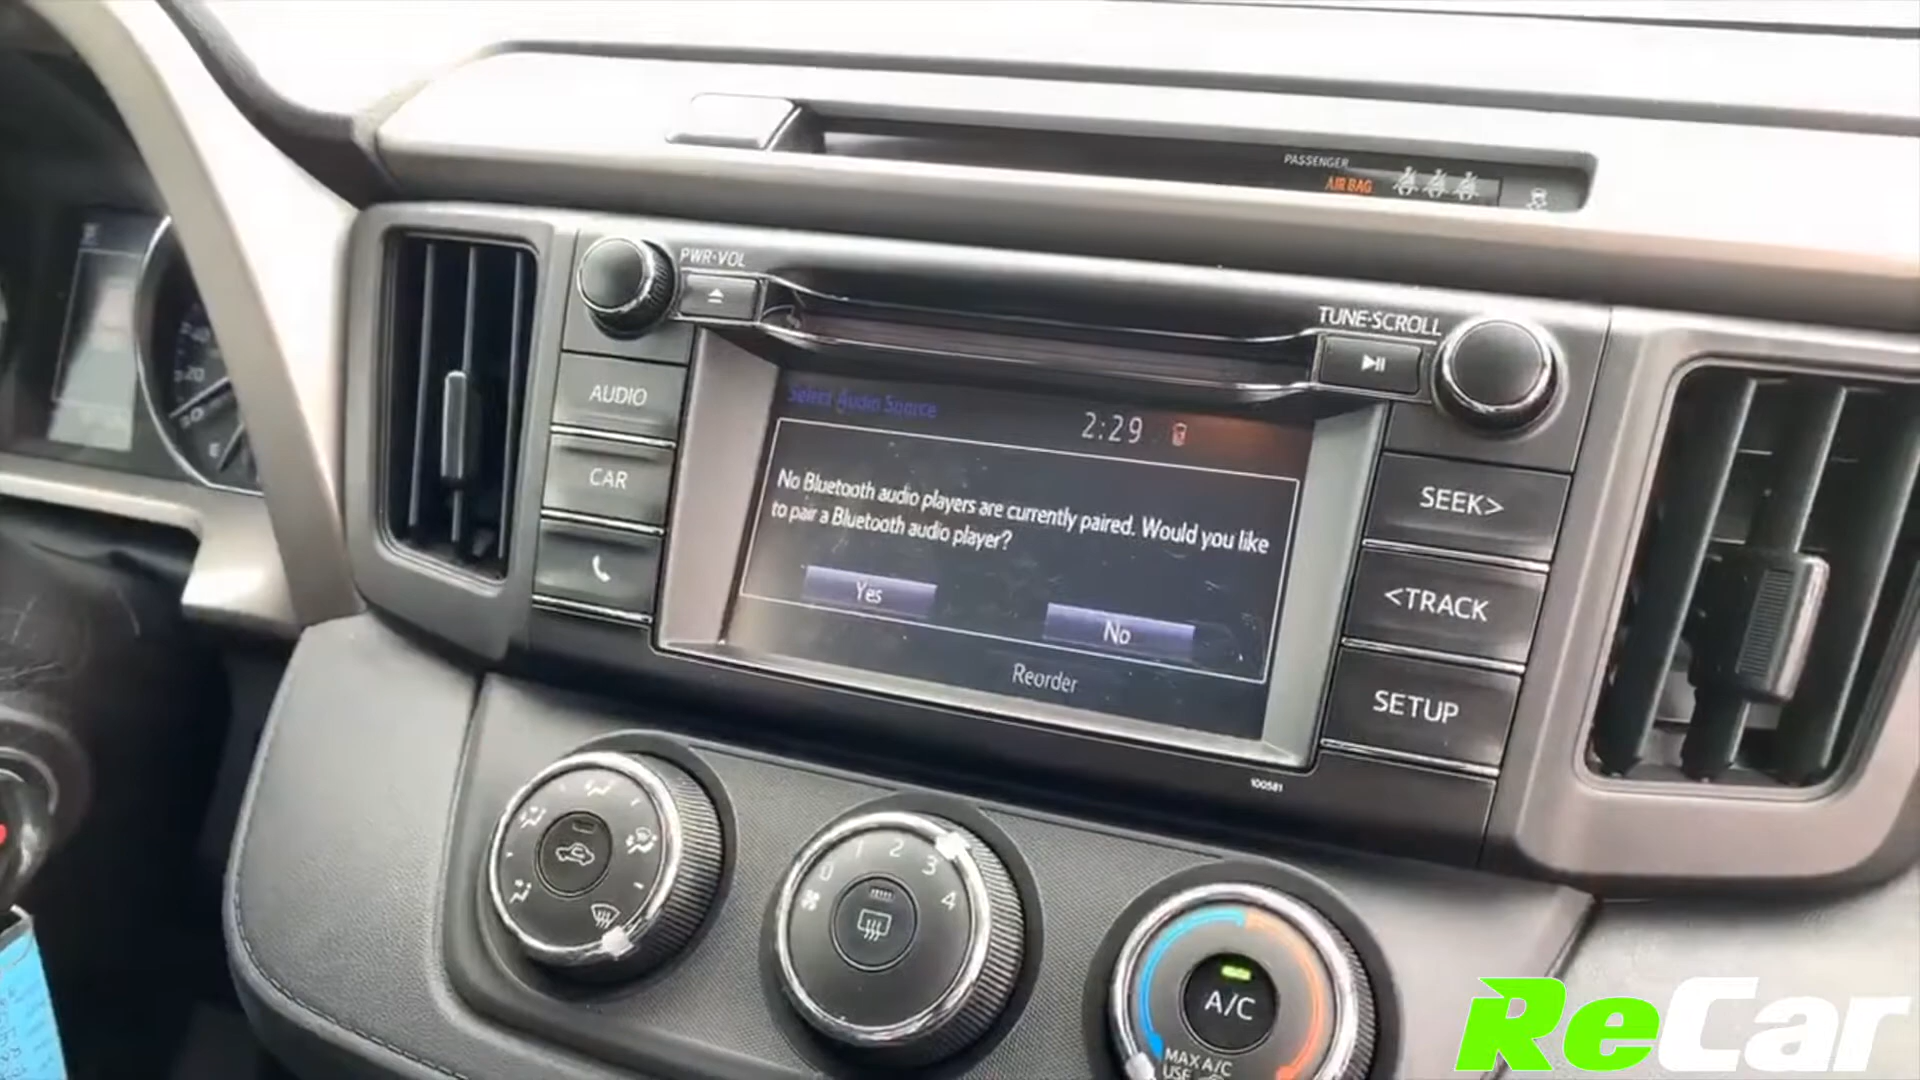 PASSENGER
AIR BAG
PWR·VOL
TUNE·SCROLL
AUDIO
CAR
SEEK>
<TRACK
SETUP
Select Audio Source
2:29
No Bluetooth audio players are currently paired. Would you like
to pair a Bluetooth audio player?
Yes
No
Reorder
100581
0 1 2 3 4
A/C
MAX A/C
USE
ReCar